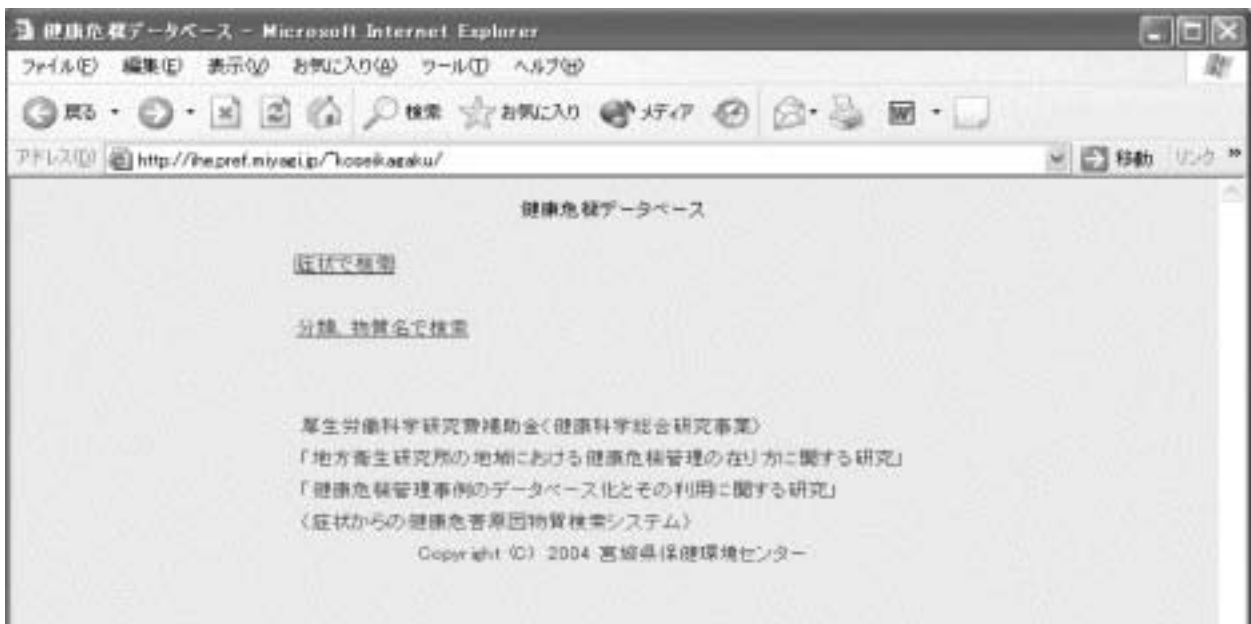 健康危機データベース - Microsoft Internet Explorer
ファイル(F) 編集(E) 表示(V) お気に入り(A) ツール(T) ヘルプ(H)
戻る 検索 お気に入り メディア
アドレス(D) http://ihe.pref.miyagi.jp/~koseikagaku/ 移動 リンク »
健康危機データベース
症状で検索
分類、物質名で検索
厚生労働科学研究費補助金(健康科学総合研究事業)
「地方衛生研究所の地域における健康危機管理の在り方に関する研究」
「健康危機管理事例のデータベース化とその利用に関する研究」
(症状からの健康危害原因物質検索システム)
Copyright (C) 2004 宮城県保健環境センター